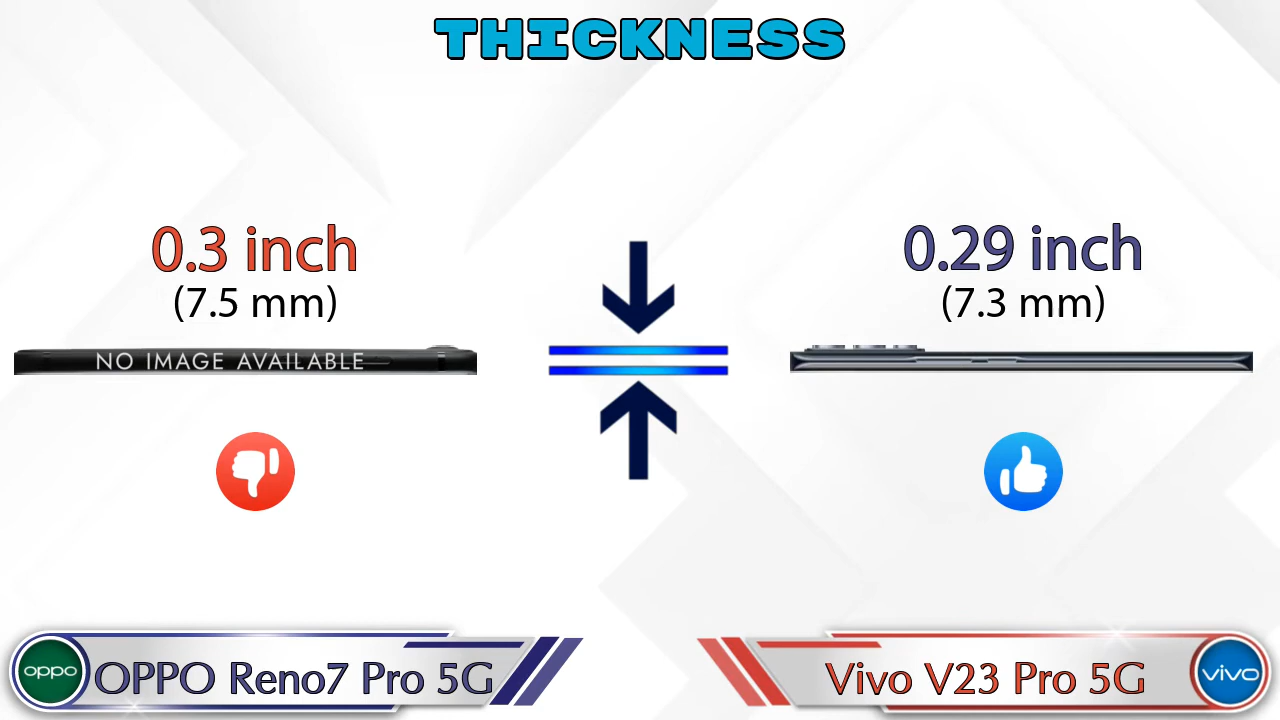 THICKNESS
0.3 inch
(7.5 mm)
NO IMAGE AVAILABLE
0.29 inch
(7.3 mm)
oppo
OPPO Reno7 Pro 5G
Vivo V23 Pro 5G
vivo